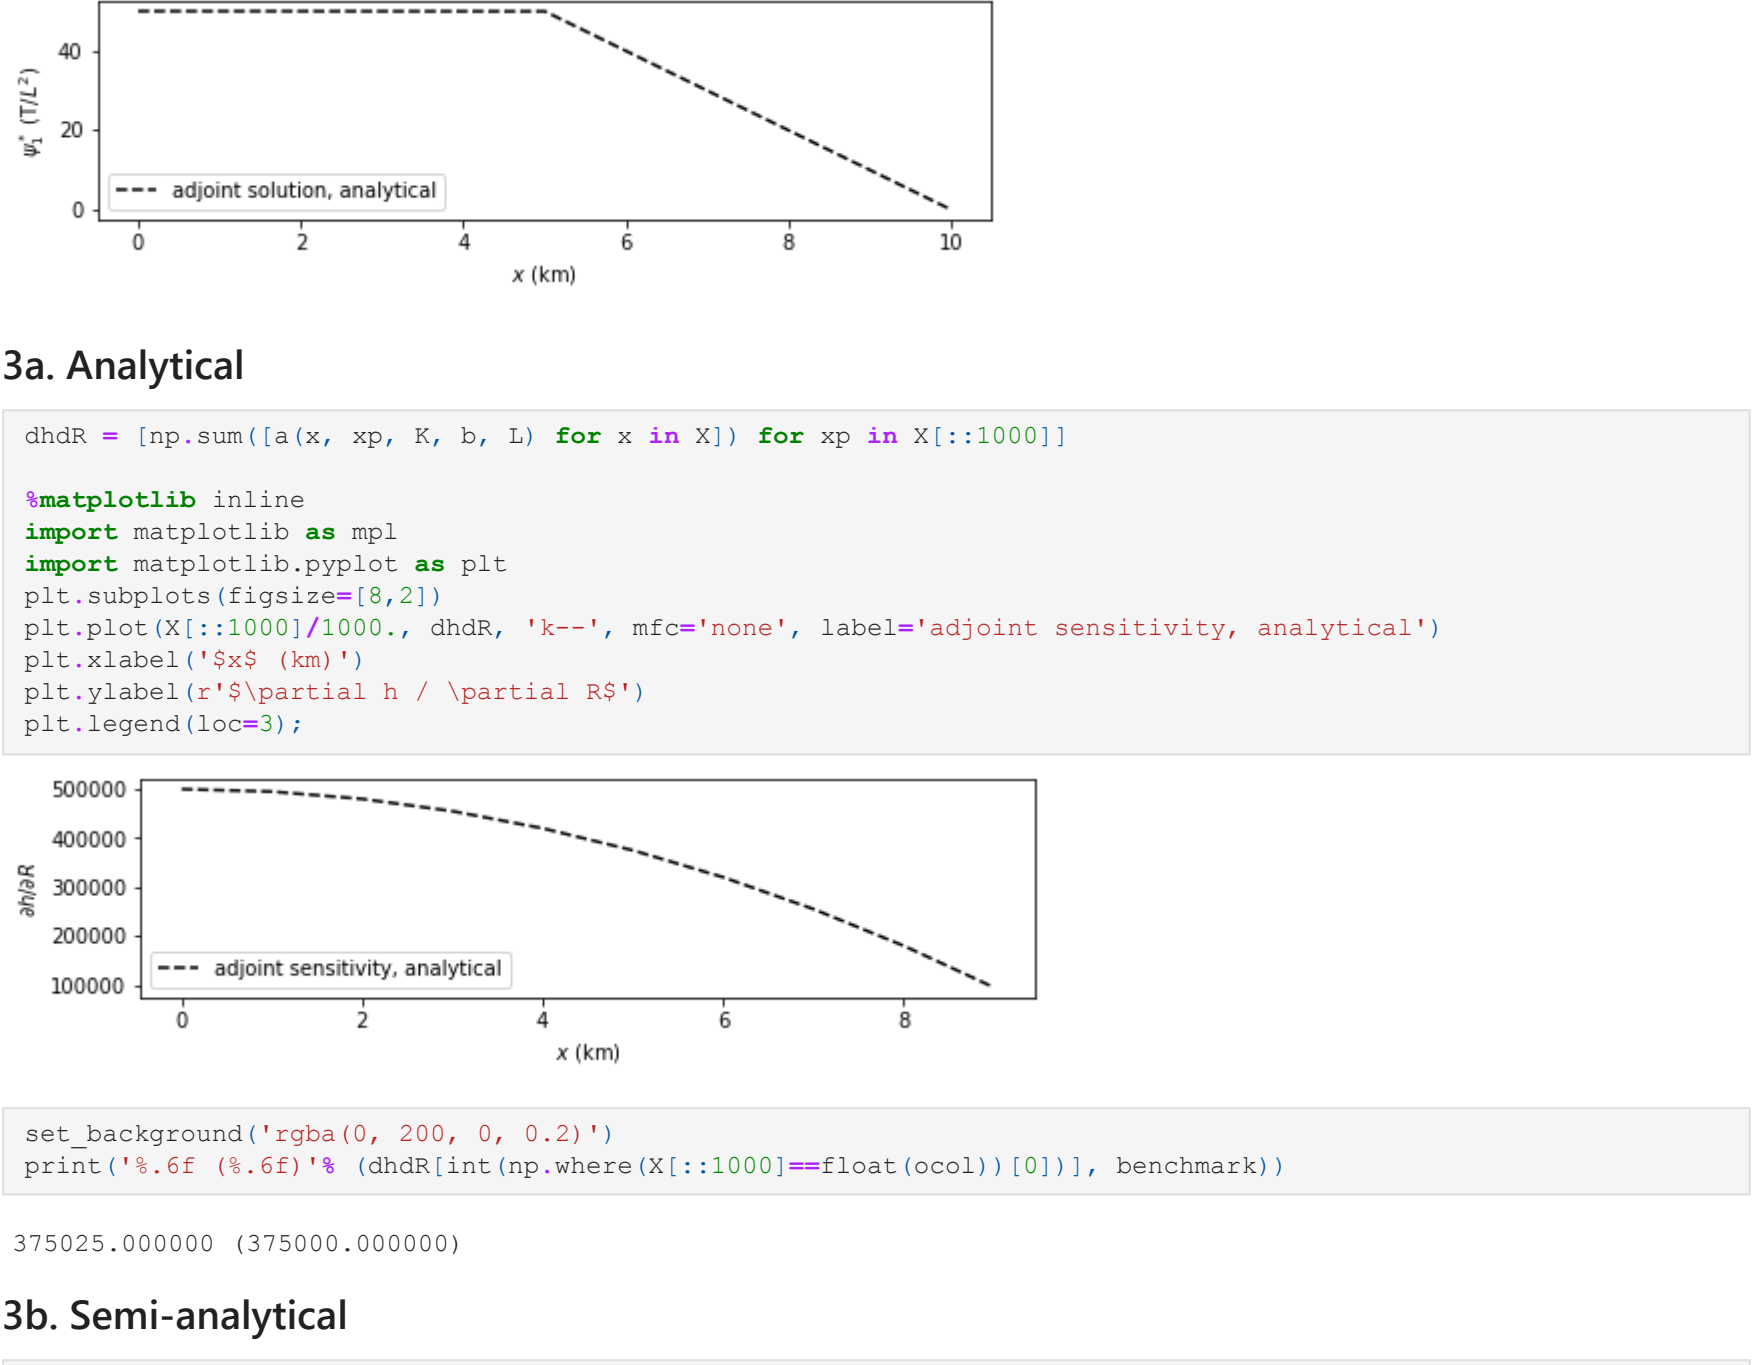 40
20
0
ψ₁* (T/L²)
adjoint solution, analytical
0 2 4 6 8 10
x (km)
3a. Analytical
dhdR = [np.sum([a(x, xp, K, b, L) for x in X]) for xp in X[::1000]]
%matplotlib inline
import matplotlib as mpl
import matplotlib.pyplot as plt
plt.subplots(figsize=[8,2])
plt.plot(X[::1000]/1000., dhdR, 'k--', mfc='none', label='adjoint sensitivity, analytical')
plt.xlabel('$x$ (km)')
plt.ylabel(r'$\partial h / \partial R$')
plt.legend(loc=3);
500000
400000
300000
200000
100000
∂h/∂R
adjoint sensitivity, analytical
0 2 4 6 8
x (km)
set_background('rgba(0, 200, 0, 0.2)')
print('%.6f (%.6f)'% (dhdR[int(np.where(X[::1000]==float(ocol))[0])], benchmark))
375025.000000 (375000.000000)
3b. Semi-analytical